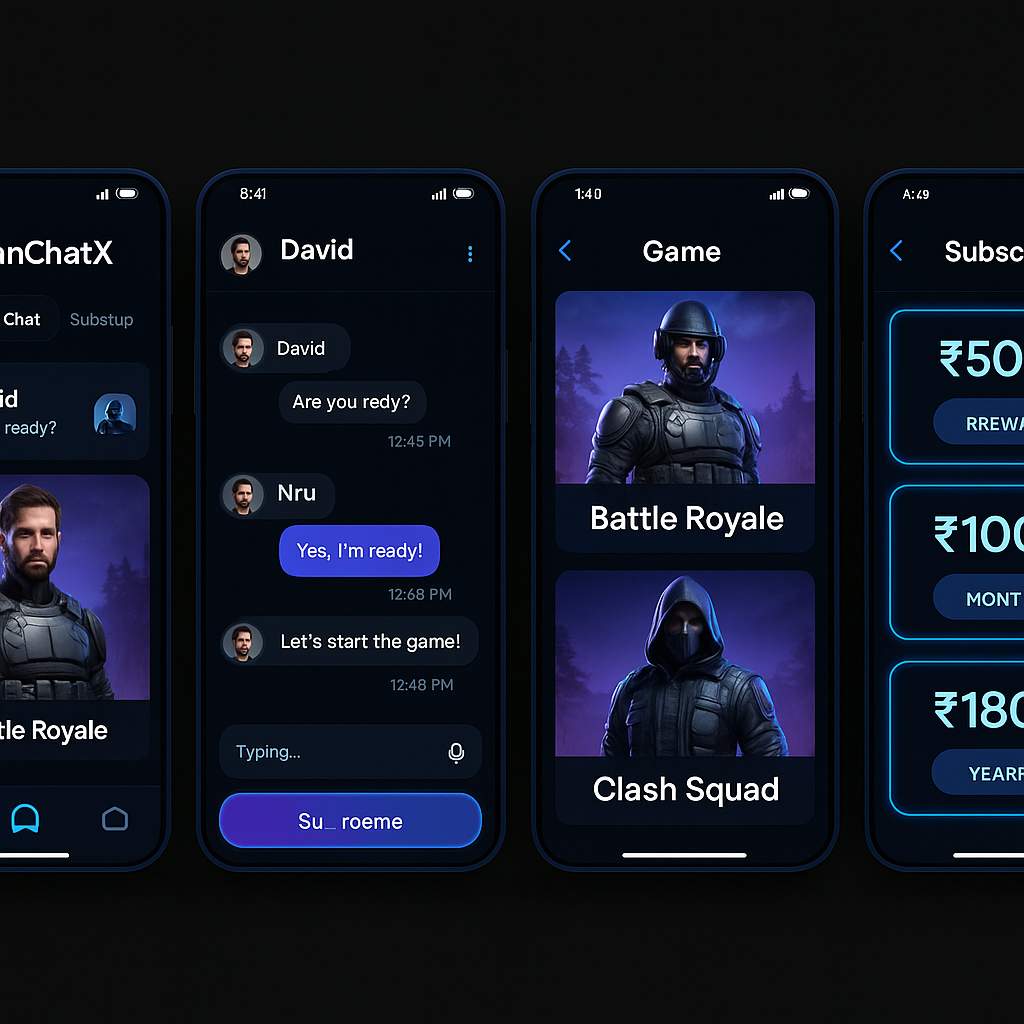 anChatX
Chat Substup
id
ready?
tle Royale
8:41
David
David
Are you redy?
12:45 PM
Nru
Yes, I'm ready!
12:68 PM
Let's start the game!
12:48 PM
Typing...
Su_ roeme
1:40
Game
Battle Royale
Clash Squad
A:49
Subsc
₹50
RREWA
₹100
MONT
₹180
YEARF